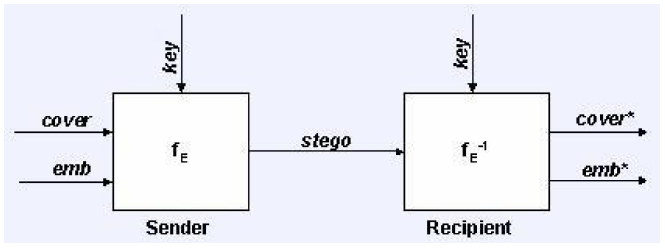 key
key
cover
cover*
f_E
stego
f_E^-1
emb
emb*
Sender
Recipient